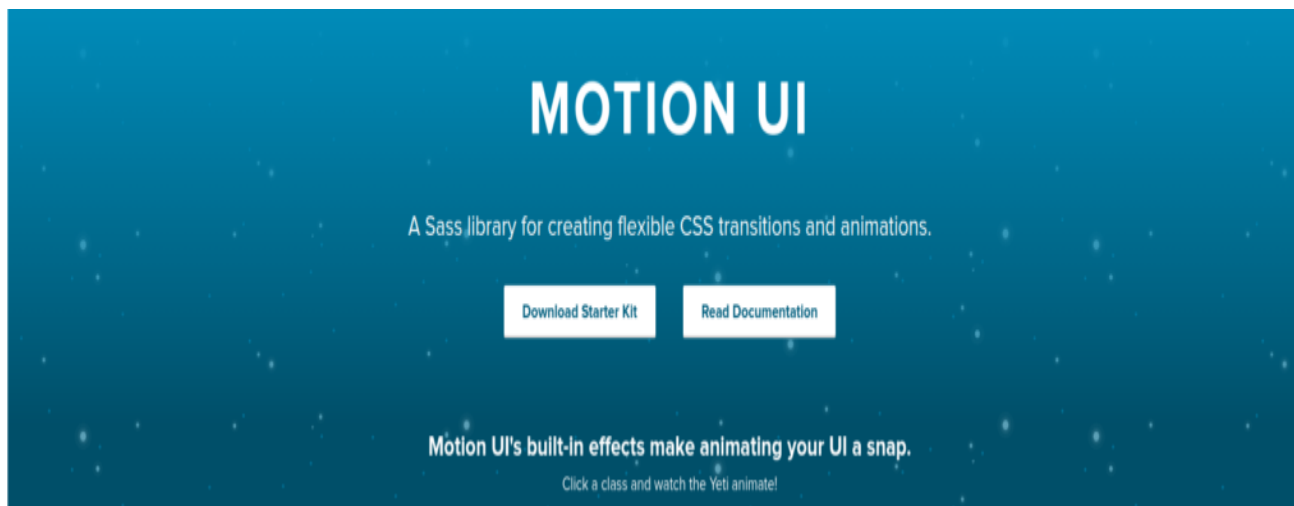 MOTION UI
A Sass library for creating flexible CSS transitions and animations.
Download Starter Kit
Read Documentation
Motion UI's built-in effects make animating your UI a snap.
Click a class and watch the Yeti animate!